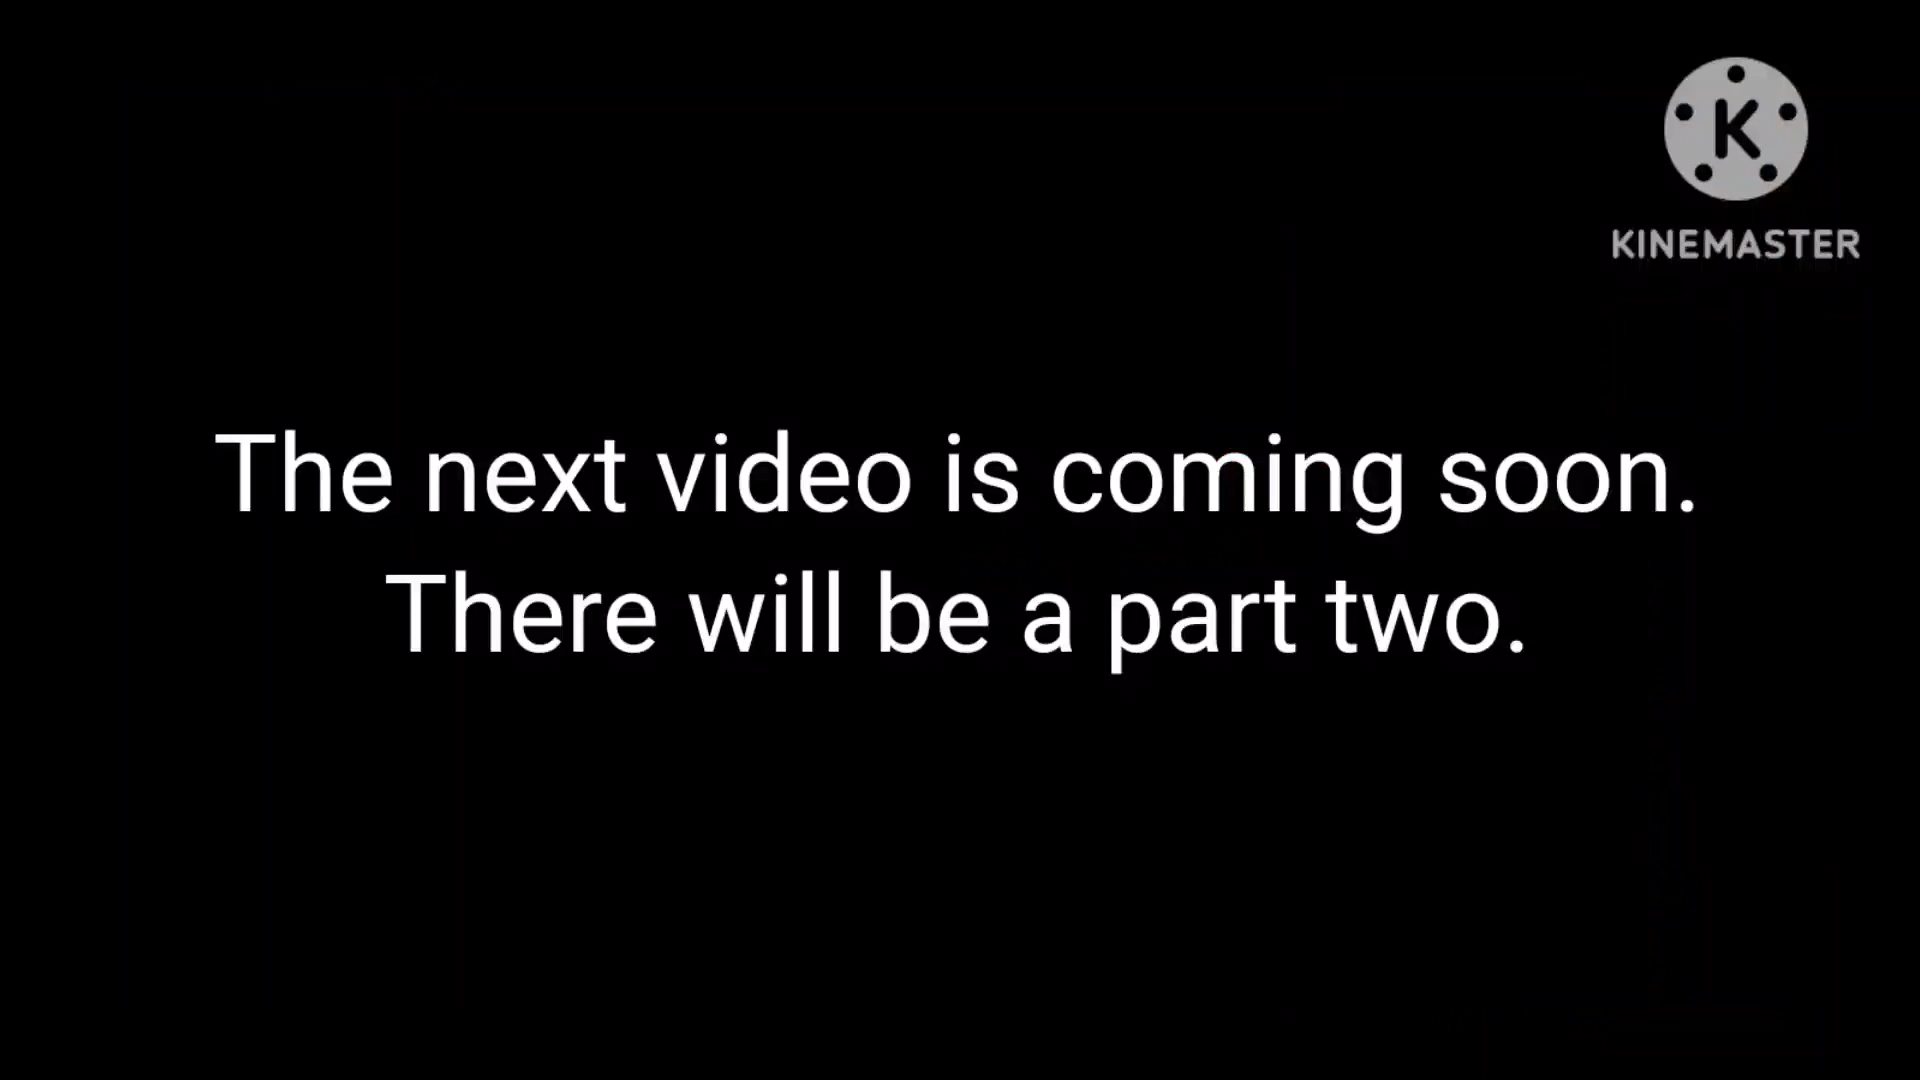 K
KINEMASTER
The next video is coming soon.
There will be a part two.